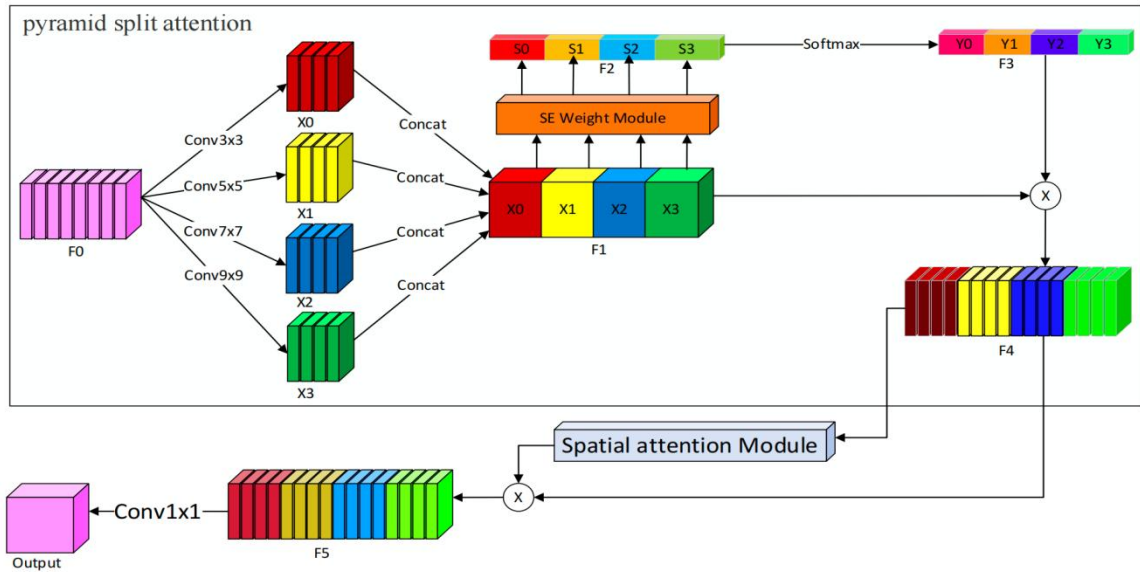 pyramid split attention
S0 S1 S2 S3
F2
Softmax
Y0 Y1 Y2 Y3
F3
X0
Concat
SE Weight Module
Conv3x3
Conv5x5
X1
Concat
F0
Conv7x7
Conv9x9
Concat
X2
Concat
X3
X0 X1 X2 X3
F1
X
F4
Spatial attention Module
X
F5
Conv1x1
Output